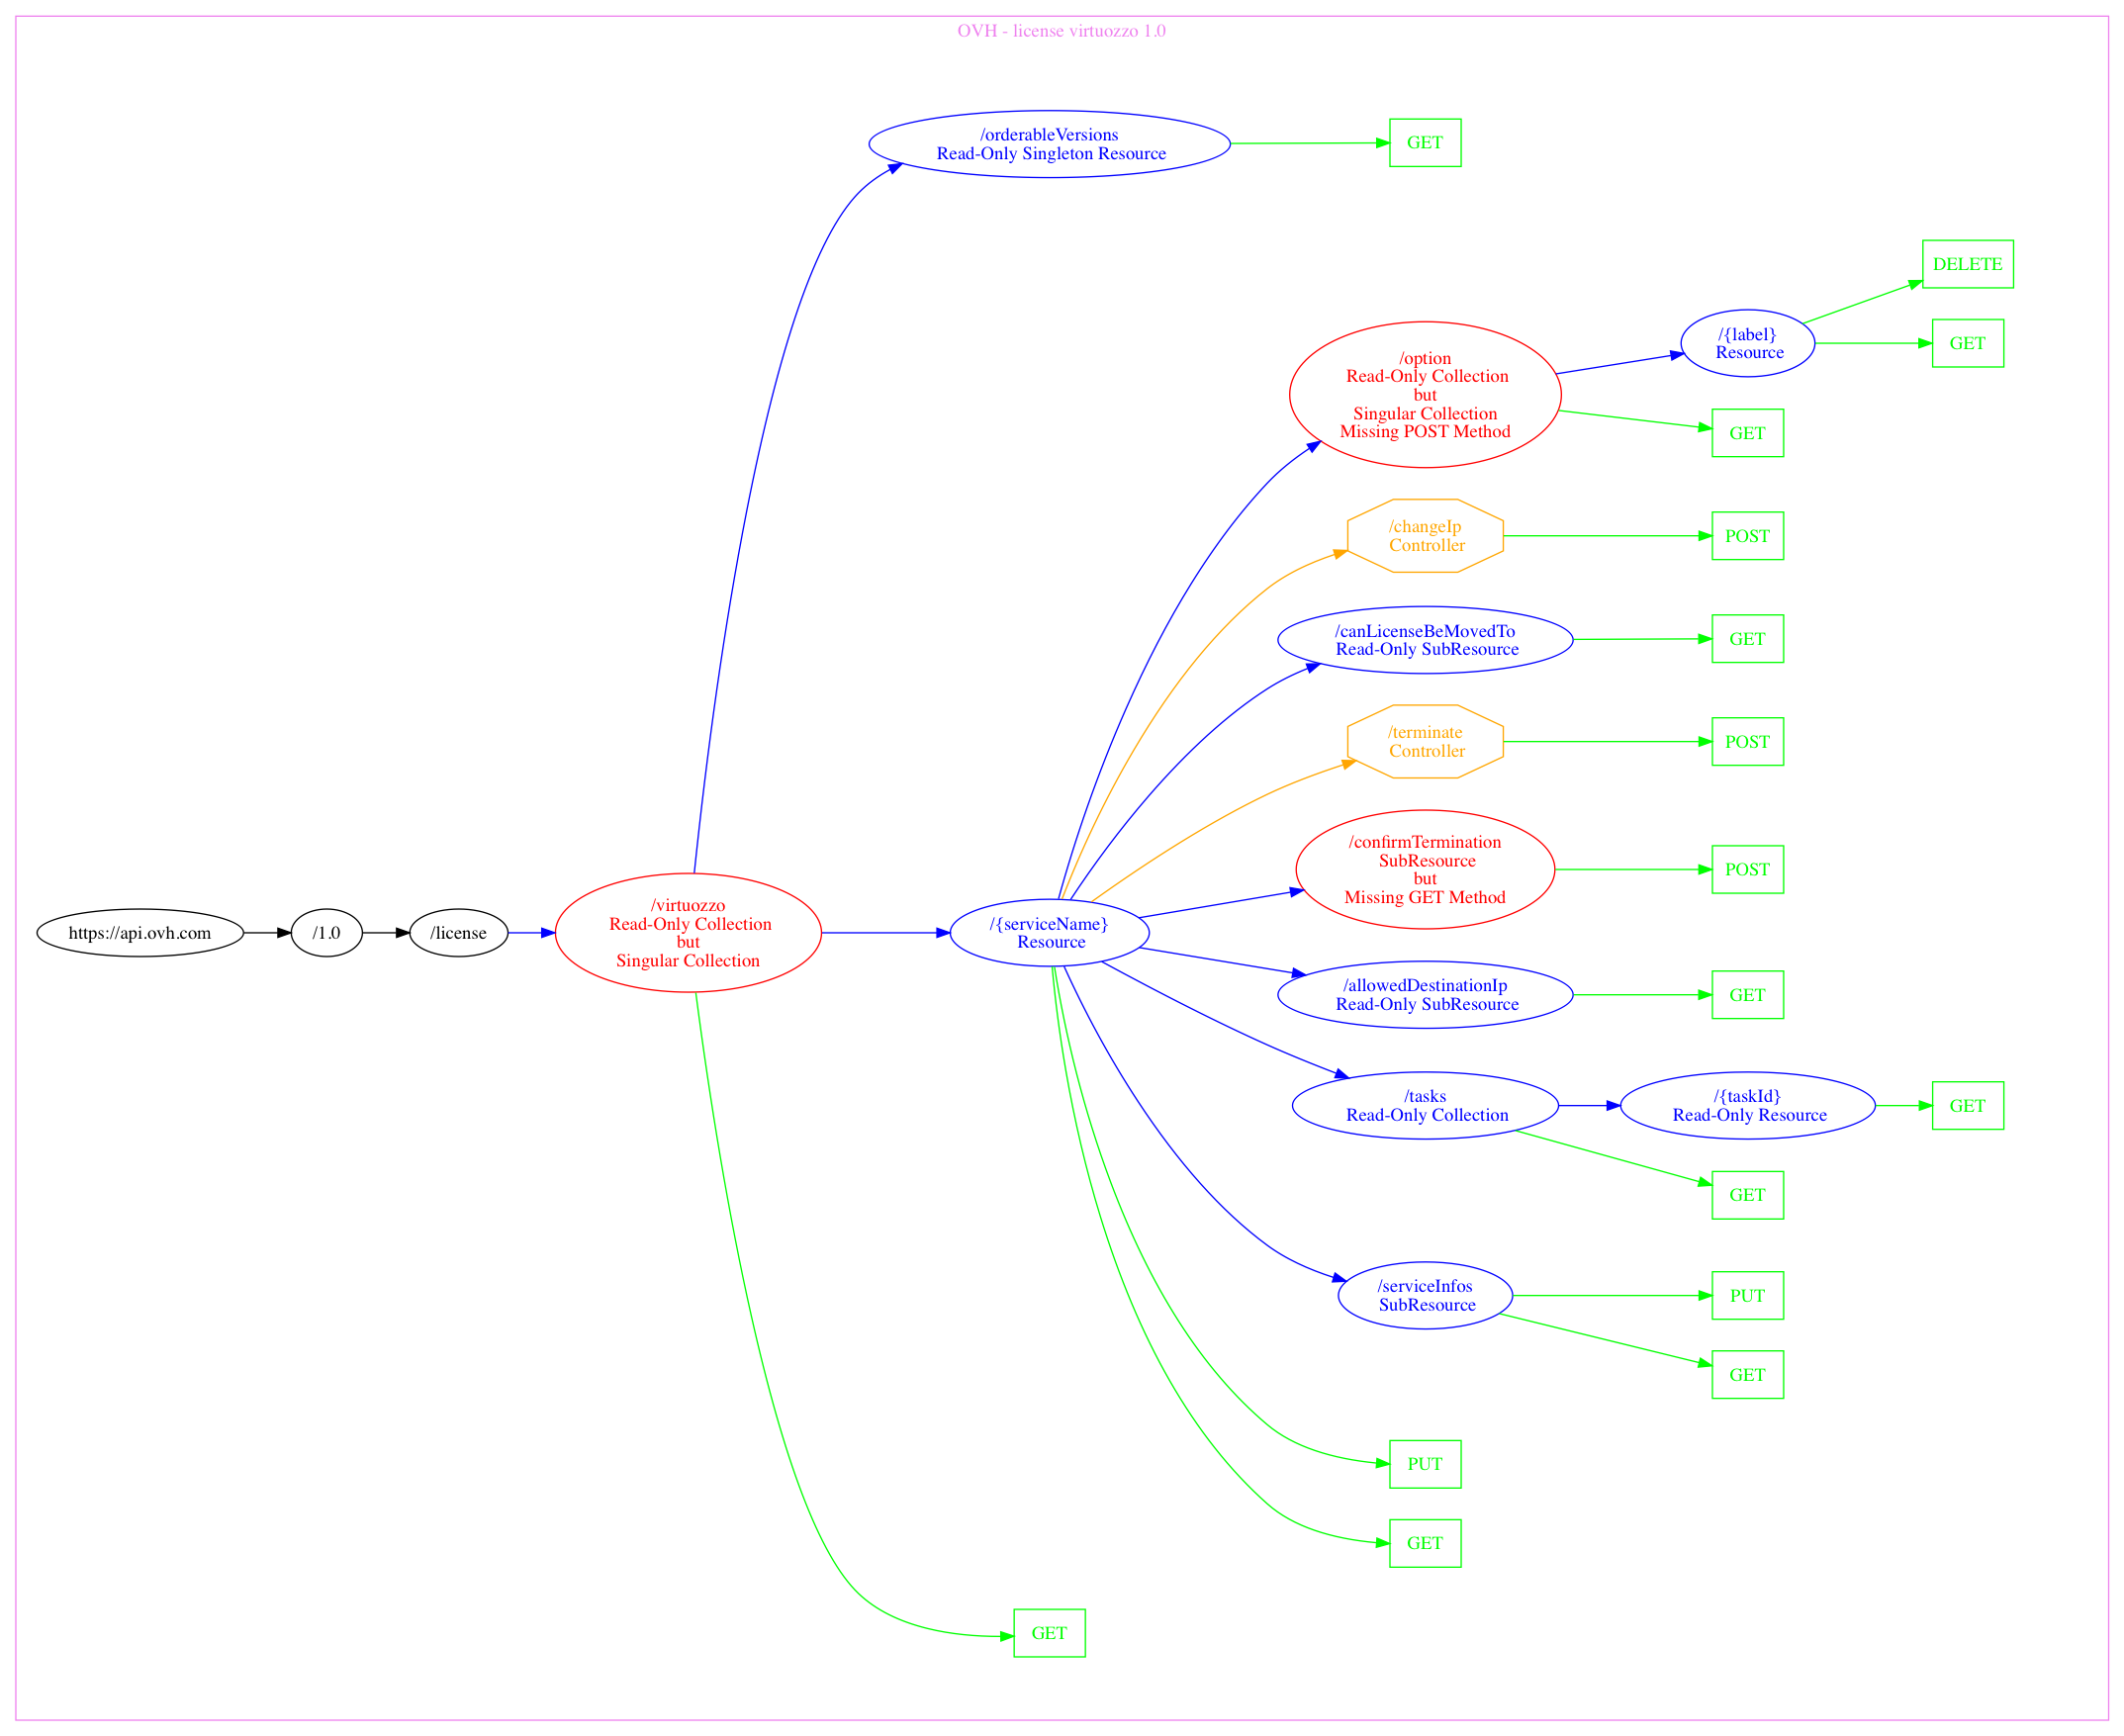 OVH - license virtuozzo 1.0
/orderableVersions
Read-Only Singleton Resource
GET
DELETE
/{label}
Resource
GET
/option
Read-Only Collection
but
Singular Collection
Missing POST Method
GET
/changeIp
Controller
POST
/canLicenseBeMovedTo
Read-Only SubResource
GET
/terminate
Controller
POST
/confirmTermination
SubResource
but
Missing GET Method
POST
https://api.ovh.com
/1.0
/license
/virtuozzo
Read-Only Collection
but
Singular Collection
/{serviceName}
Resource
/allowedDestinationIp
Read-Only SubResource
GET
/tasks
Read-Only Collection
/{taskId}
Read-Only Resource
GET
GET
/serviceInfos
SubResource
PUT
GET
PUT
GET
GET